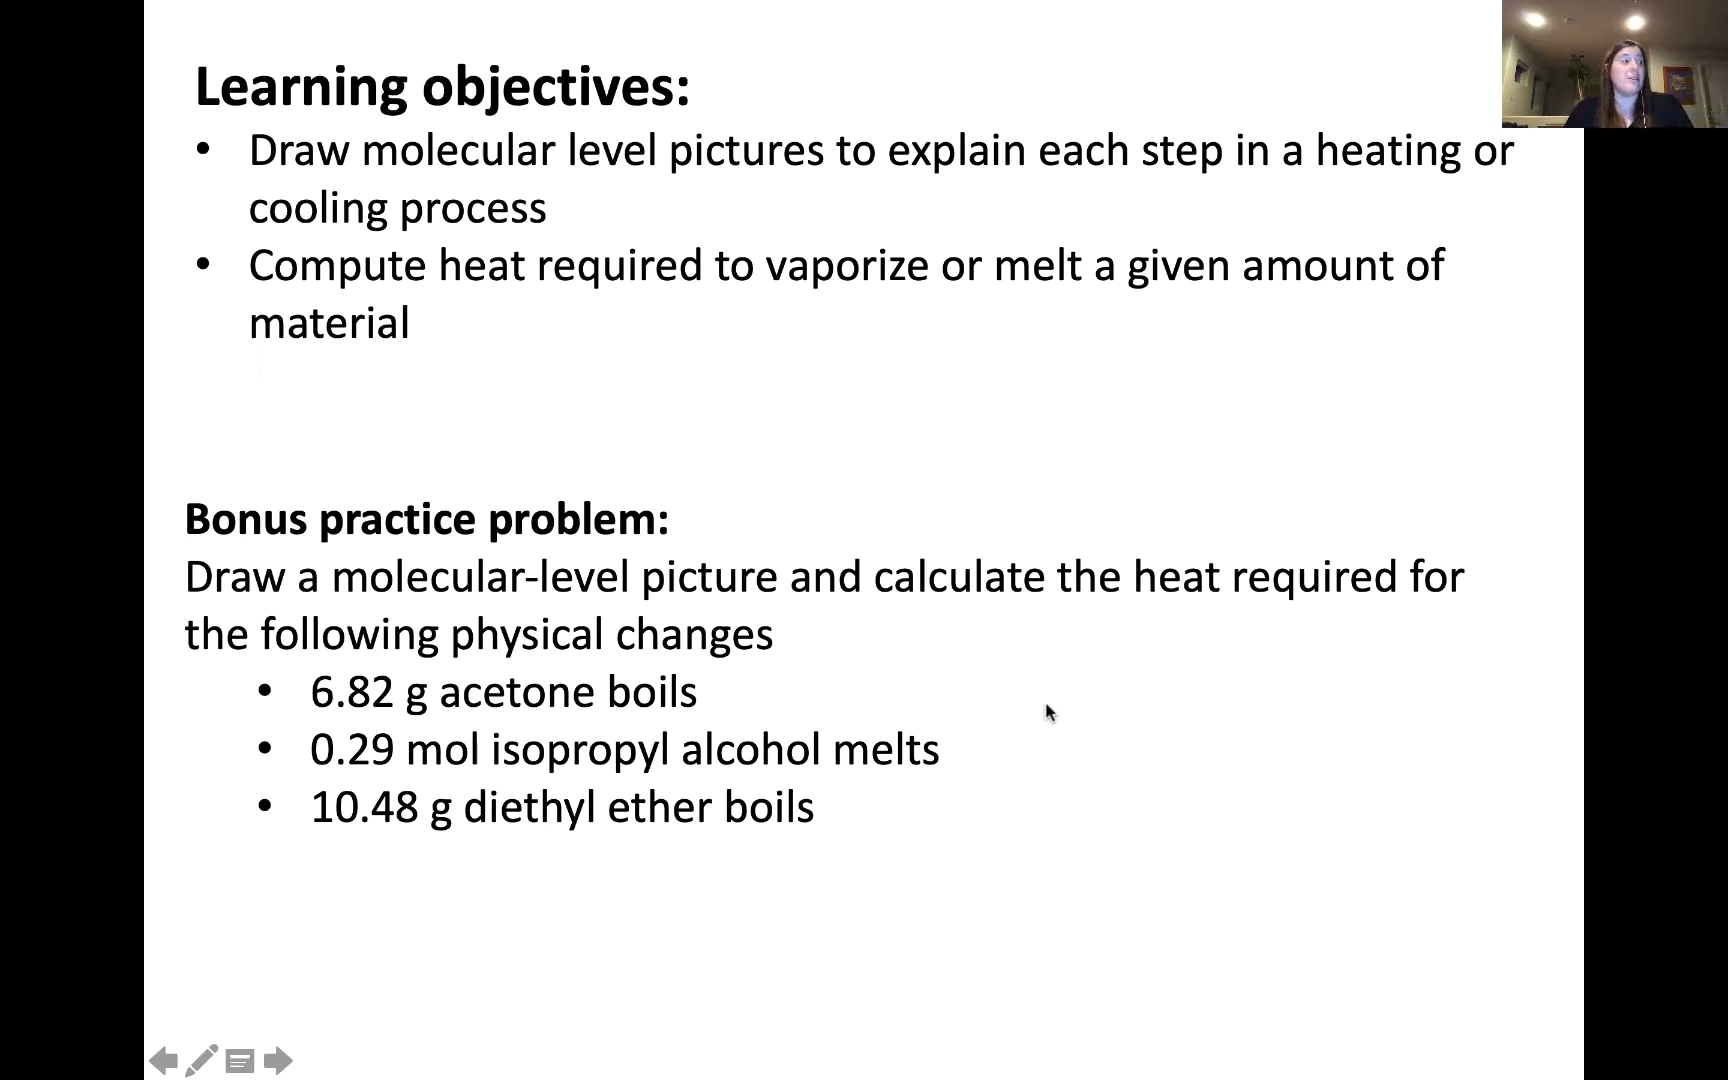 Learning objectives:
• Draw molecular level pictures to explain each step in a heating or
cooling process
• Compute heat required to vaporize or melt a given amount of
material
Bonus practice problem:
Draw a molecular-level picture and calculate the heat required for
the following physical changes
• 6.82 g acetone boils
• 0.29 mol isopropyl alcohol melts
• 10.48 g diethyl ether boils